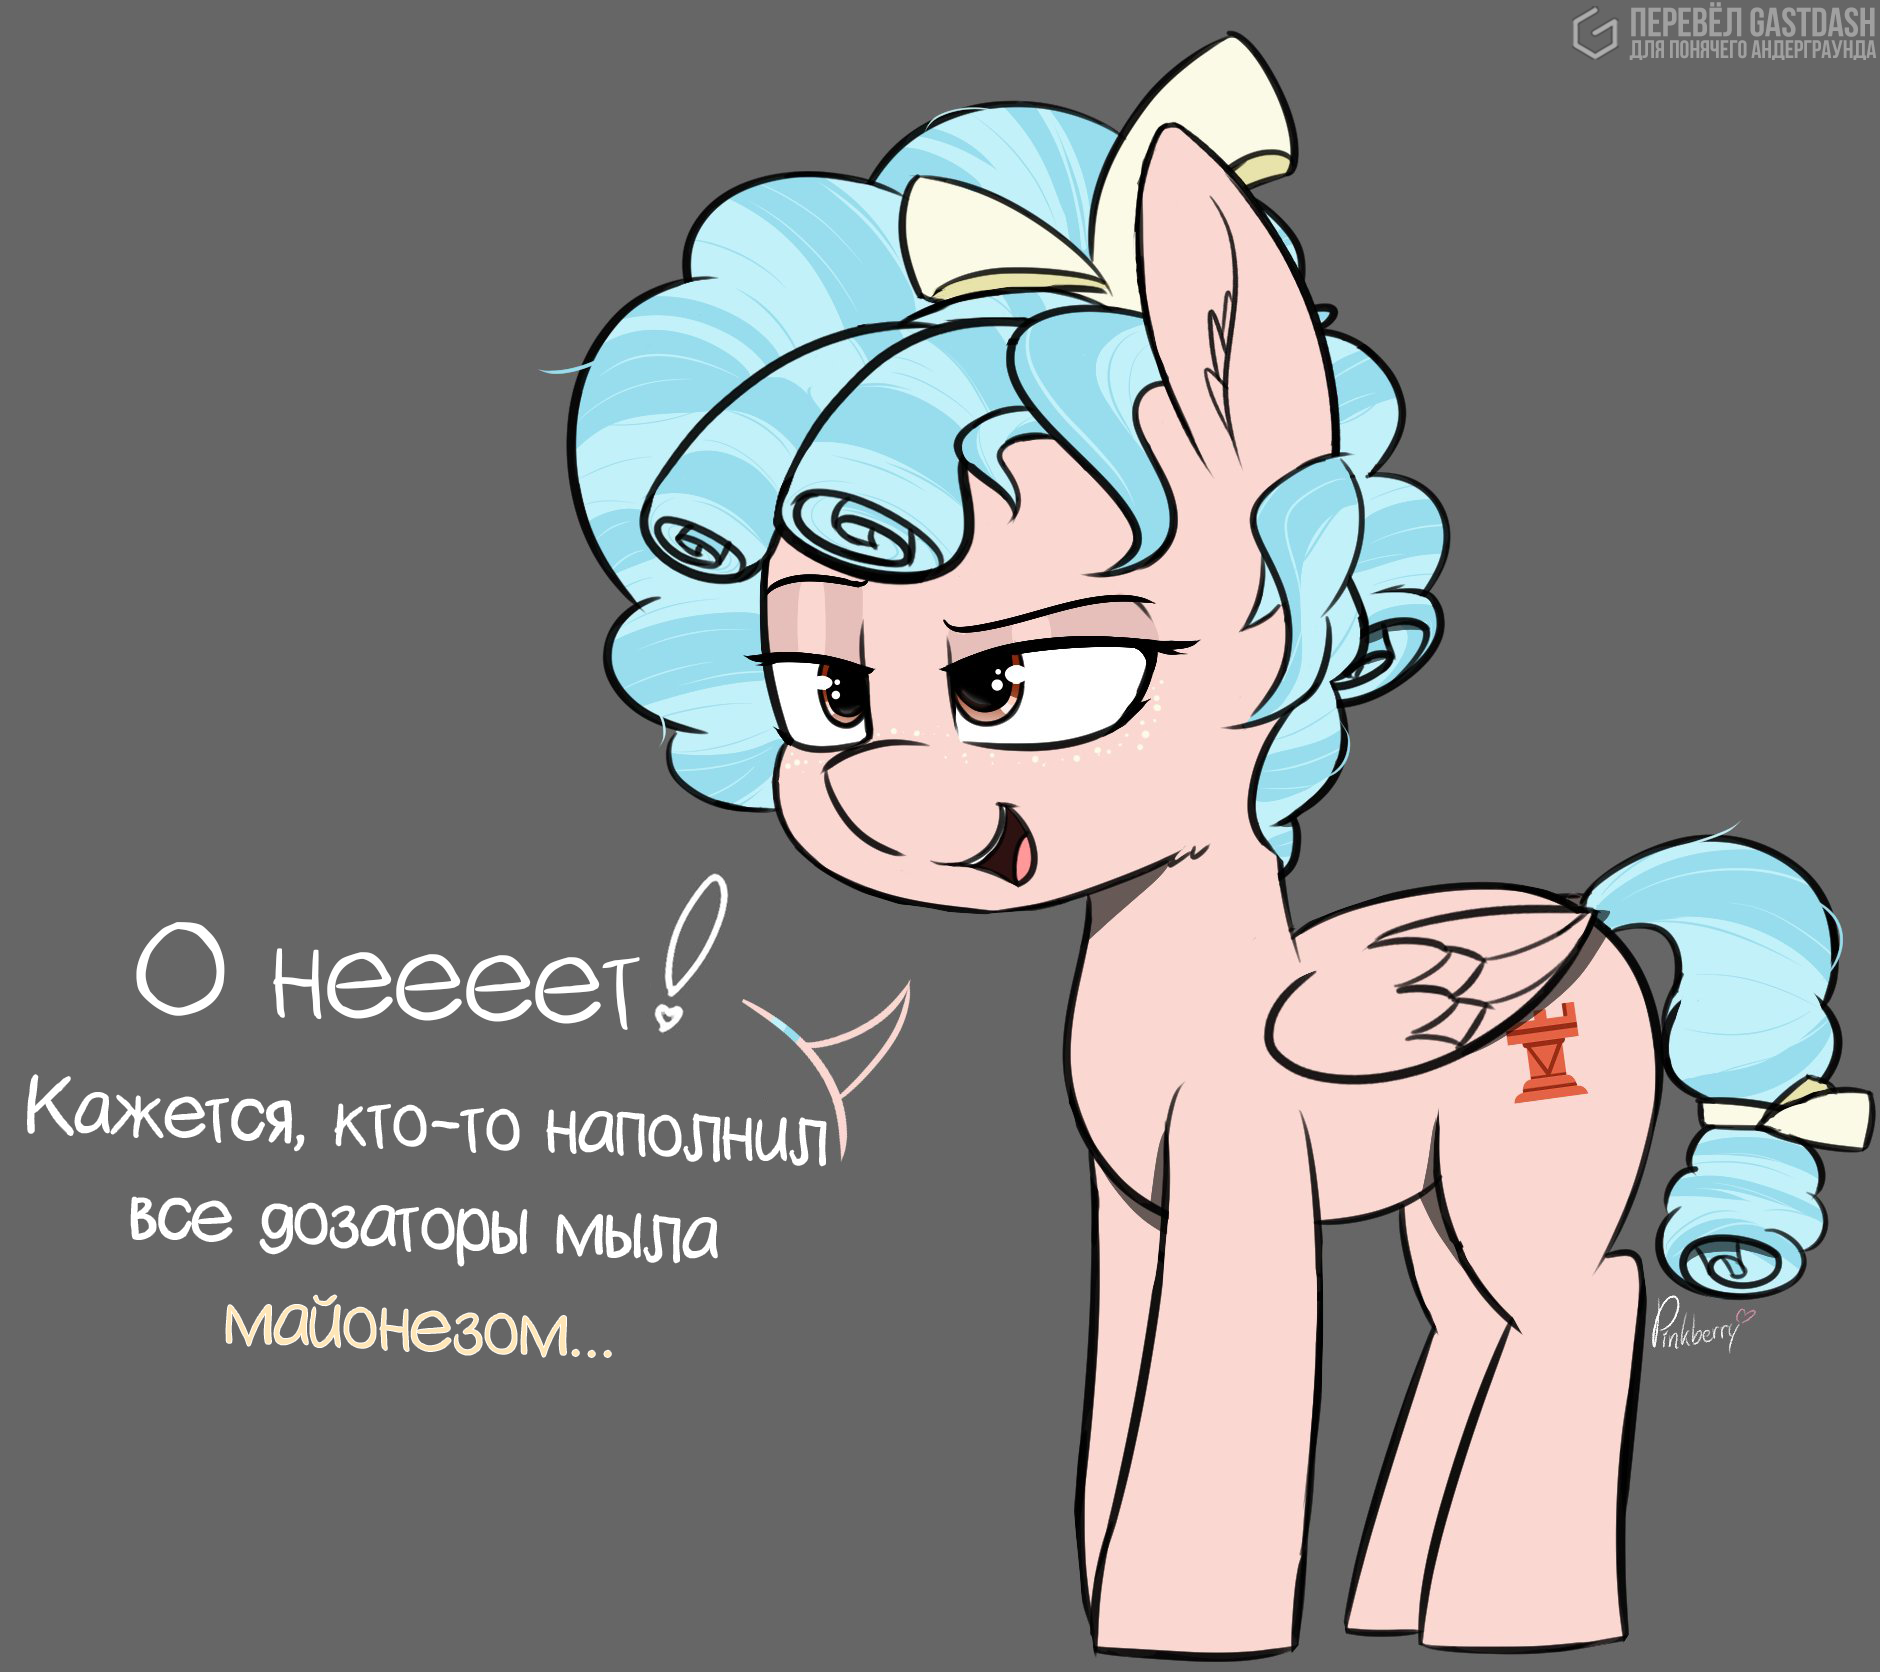 ПЕРЕВЁЛ GASTDASH
ДЛЯ ПОНЯЧЕГО АНДЕРГРАУНДА
О неееет!
Кажется, кто-то наполнил
все дозаторы мыла
майонезом...
Pinkberry